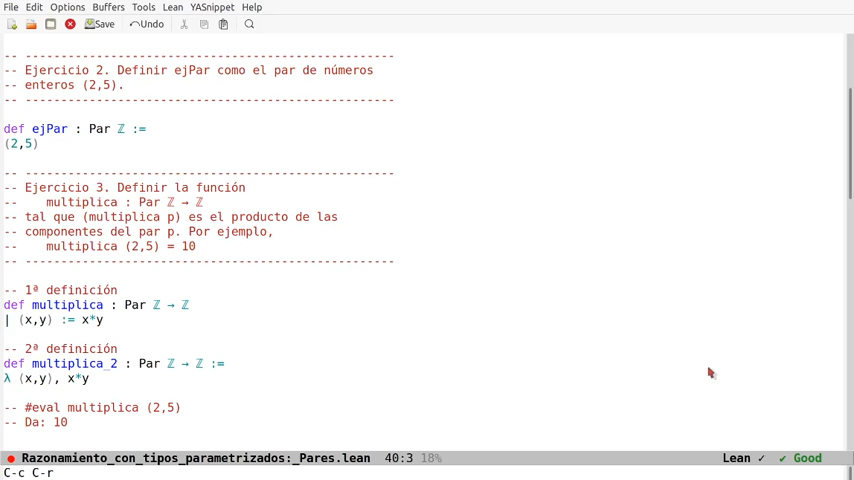 File Edit Options Buffers Tools Lean YASnippet Help
Save Undo
-- ----------------------------------------------------
-- Ejercicio 2. Definir ejPar como el par de números
-- enteros (2,5).
-- ----------------------------------------------------
def ejPar : Par ℤ :=
(2,5)
-- ----------------------------------------------------
-- Ejercicio 3. Definir la función
--    multiplica : Par ℤ → ℤ
-- tal que (multiplica p) es el producto de las
-- componentes del par p. Por ejemplo,
--    multiplica (2,5) = 10
-- ----------------------------------------------------
-- 1ª definición
def multiplica : Par ℤ → ℤ
| (x,y) := x*y
-- 2ª definición
def multiplica_2 : Par ℤ → ℤ :=
λ (x,y), x*y
-- #eval multiplica (2,5)
-- Da: 10
Razonamiento_con_tipos_parametrizados:_Pares.lean 40:3 18% Lean ✓ ✔ Good
C-c C-r